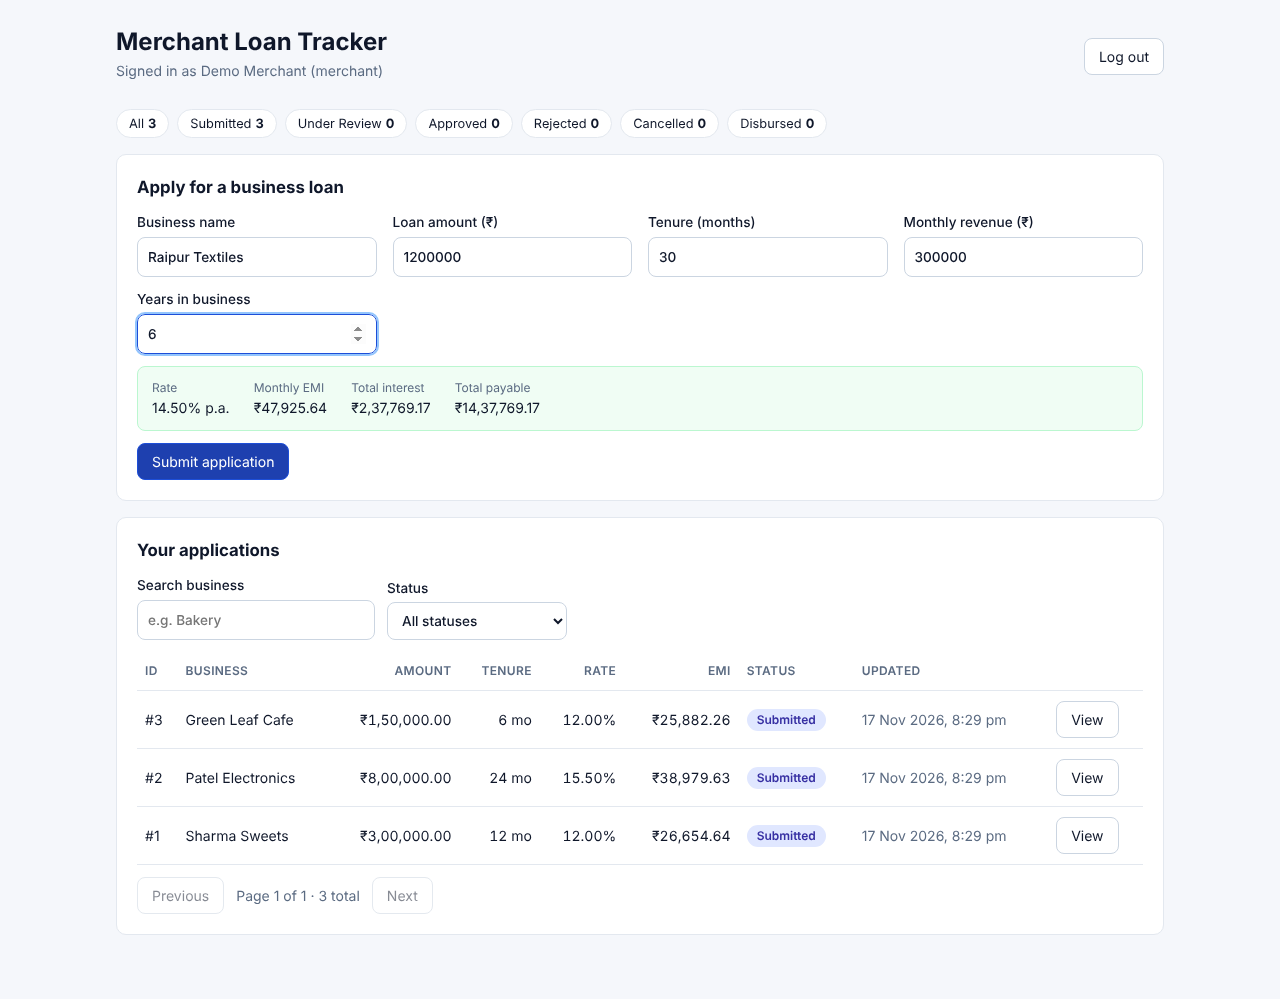 Merchant Loan Tracker
Signed in as Demo Merchant (merchant)
Log out
All 3 Submitted 3 Under Review 0 Approved 0 Rejected 0 Cancelled 0 Disbursed 0
Apply for a business loan
Business name Loan amount (₹) Tenure (months) Monthly revenue (₹)
Raipur Textiles 1200000 30 300000
Years in business
6
Rate Monthly EMI Total interest Total payable
14.50% p.a. ₹47,925.64 ₹2,37,769.17 ₹14,37,769.17
Submit application
Your applications
Search business Status
e.g. Bakery All statuses
ID BUSINESS AMOUNT TENURE RATE EMI STATUS UPDATED
#3 Green Leaf Cafe ₹1,50,000.00 6 mo 12.00% ₹25,882.26 Submitted 17 Nov 2026, 8:29 pm View
#2 Patel Electronics ₹8,00,000.00 24 mo 15.50% ₹38,979.63 Submitted 17 Nov 2026, 8:29 pm View
#1 Sharma Sweets ₹3,00,000.00 12 mo 12.00% ₹26,654.64 Submitted 17 Nov 2026, 8:29 pm View
Previous Page 1 of 1 · 3 total Next